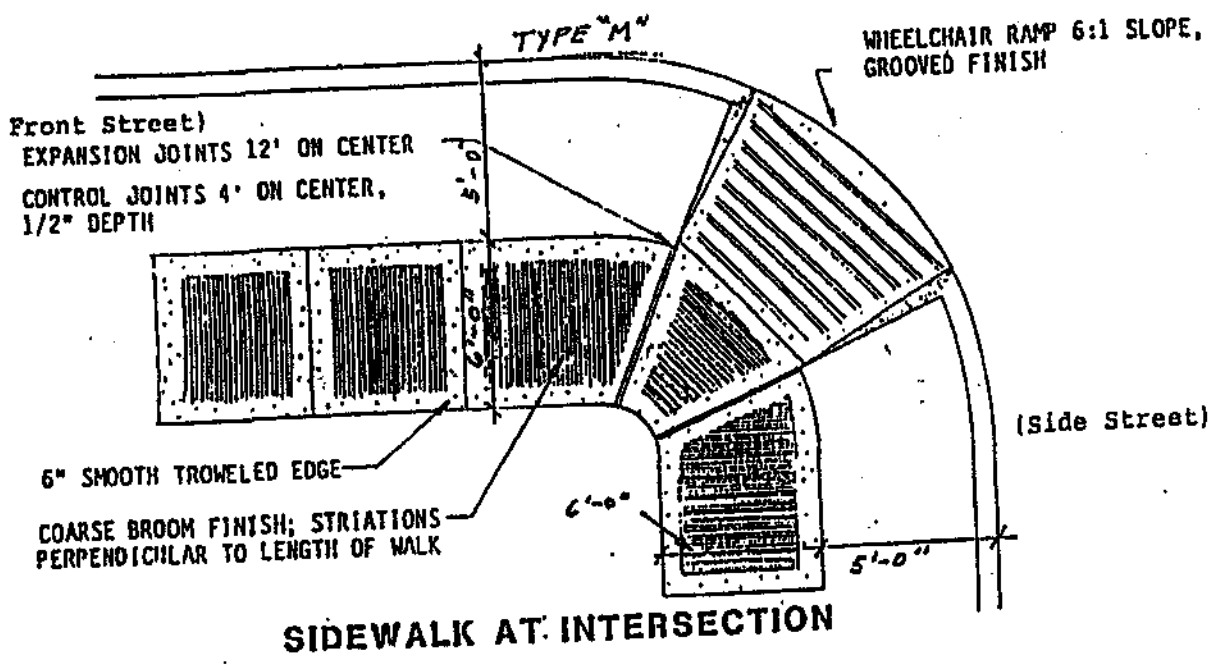 TYPE "M"
WHEELCHAIR RAMP 6:1 SLOPE,
GROOVED FINISH
Front Street)
EXPANSION JOINTS 12' ON CENTER
CONTROL JOINTS 4' ON CENTER,
1/2" DEPTH
5'-0"
6'-0"
(Side Street)
6" SMOOTH TROWELED EDGE
COARSE BROOM FINISH; STRIATIONS
PERPENDICULAR TO LENGTH OF WALK
6'-0"
5'-0"
SIDEWALK AT INTERSECTION